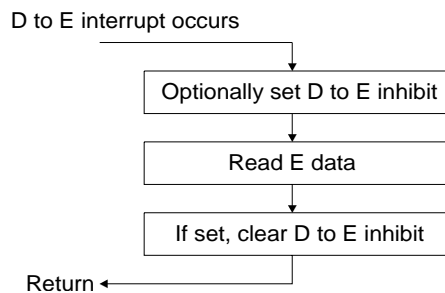 D to E interrupt occurs
Optionally set D to E inhibit
Read E data
If set, clear D to E inhibit
Return